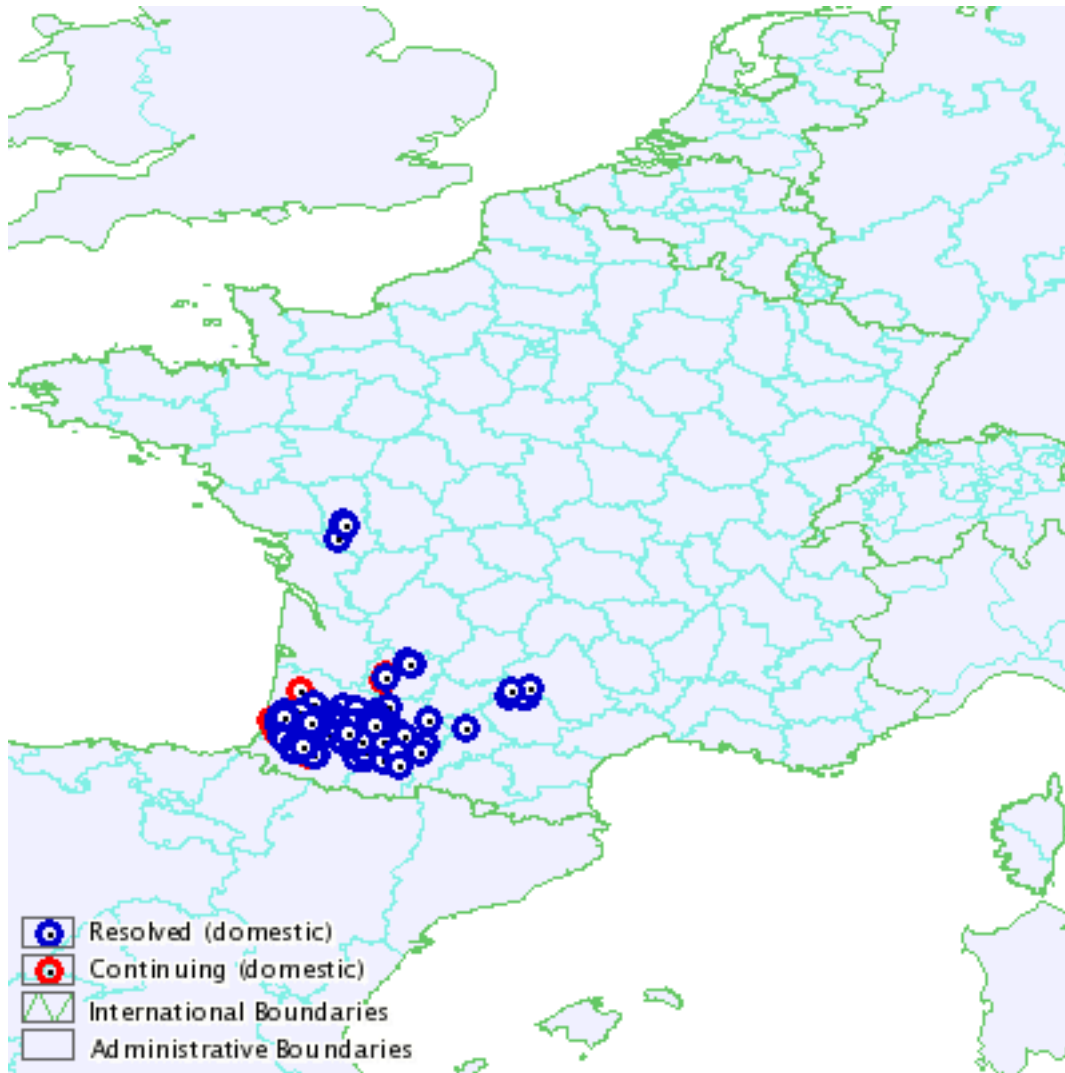 Resolved (domestic)
Continuing (domestic)
International Boundaries
Administrative Boundaries